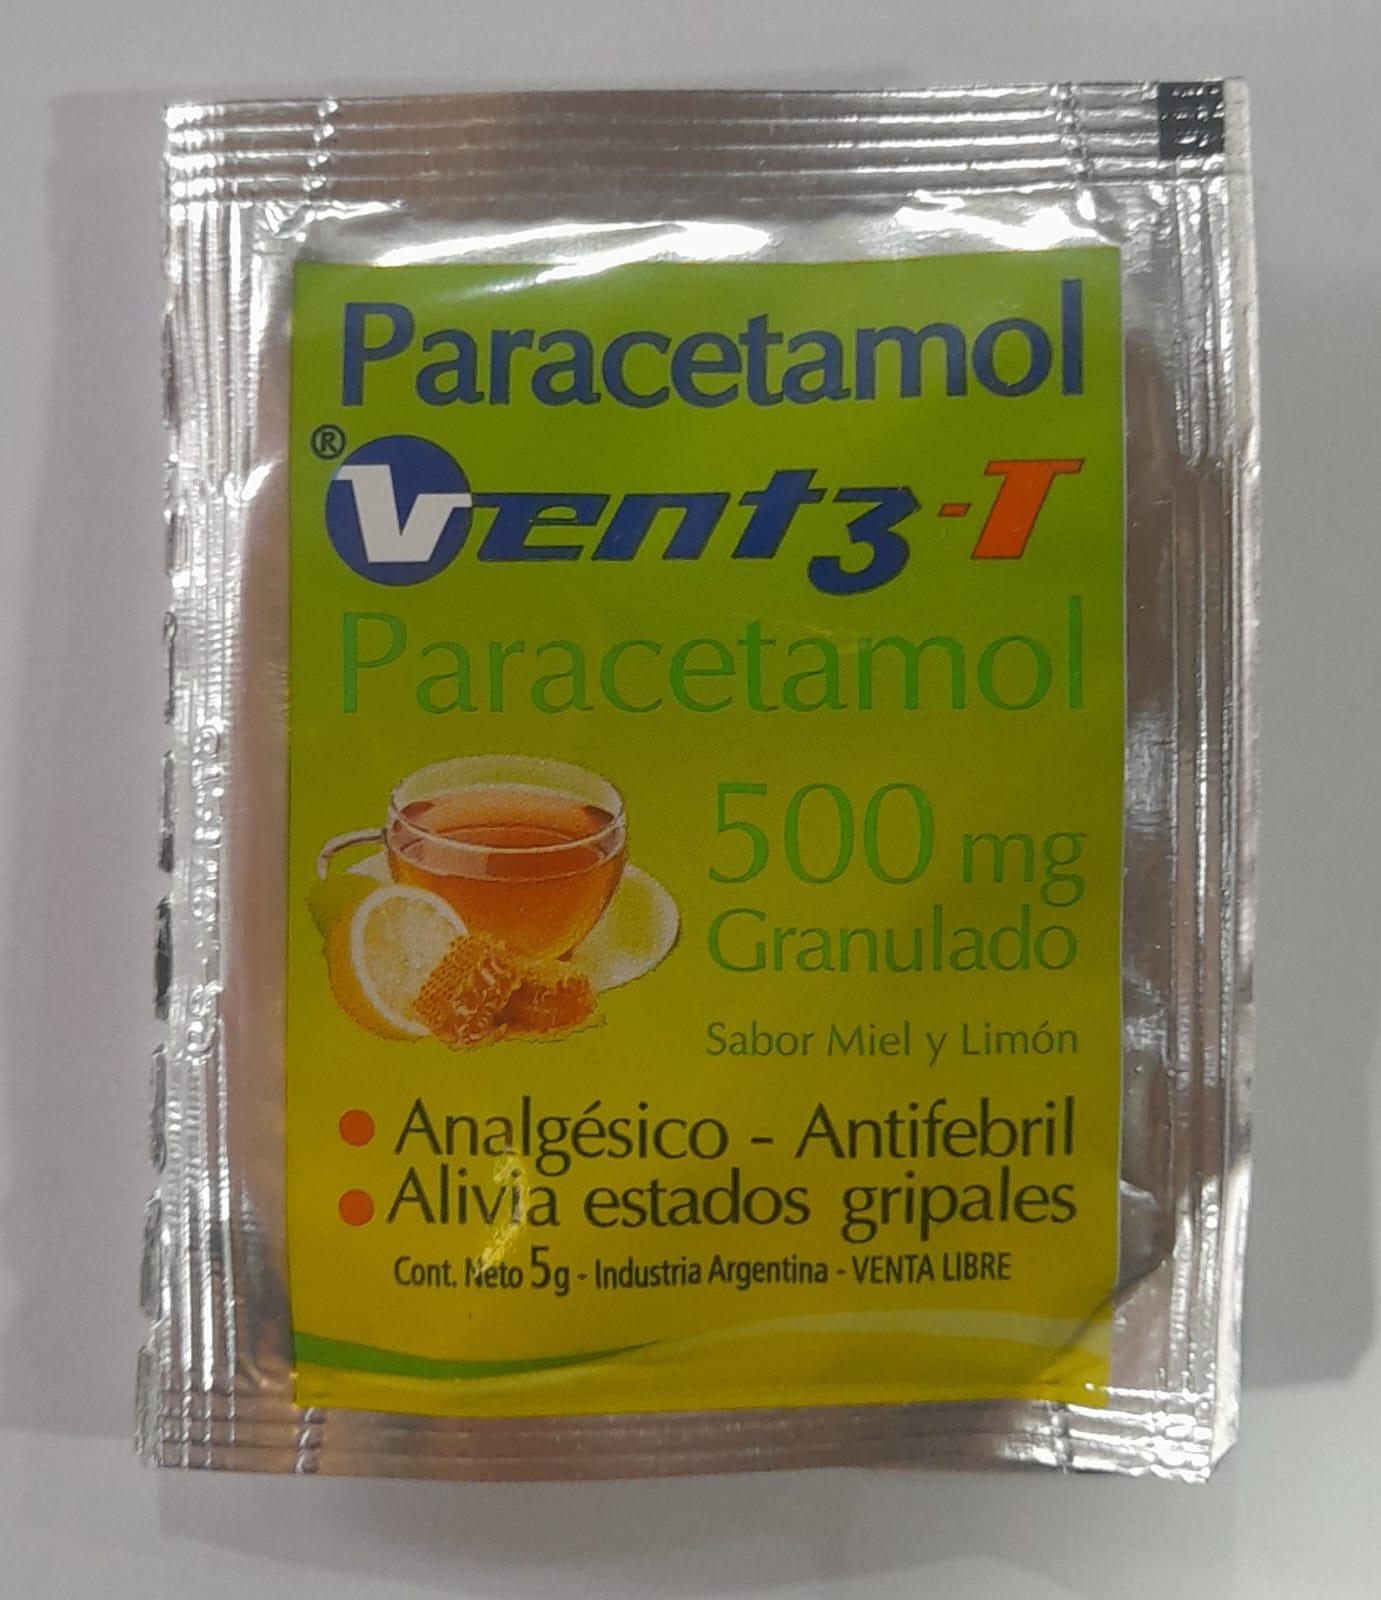 Paracetamol
® Vent3-T
Paracetamol
500 mg
Granulado
Sabor Miel y Limón
• Analgésico - Antifebril
• Alivia estados gripales
Cont. Neto 5g - Industria Argentina - VENTA LIBRE